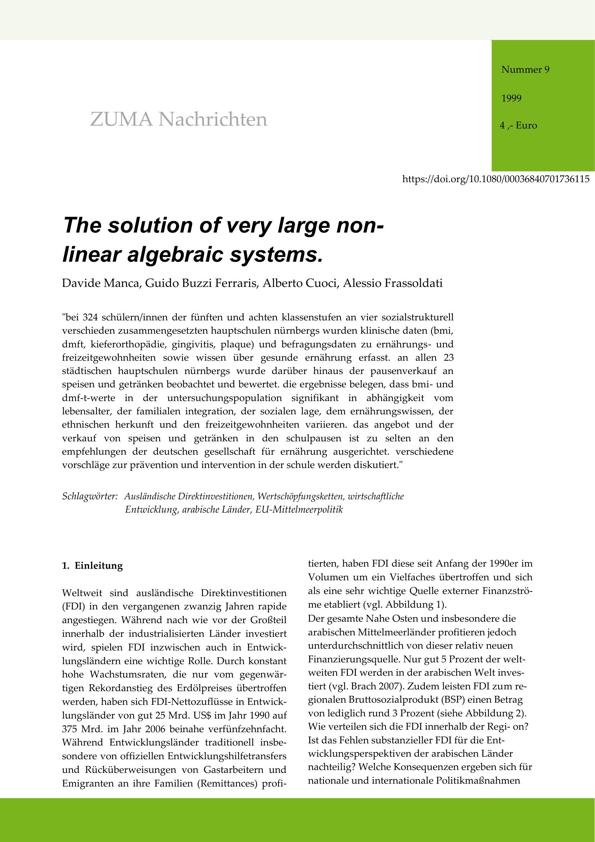 Nummer 9
1999
4 ,- Euro
ZUMA Nachrichten
https://doi.org/10.1080/00036840701736115
The solution of very large non-
linear algebraic systems.
Davide Manca, Guido Buzzi Ferraris, Alberto Cuoci, Alessio Frassoldati
"bei 324 schülern/innen der fünften und achten klassenstufen an vier sozialstrukturell
verschieden zusammengesetzten hauptschulen nürnbergs wurden klinische daten (bmi,
dmft, kieferorthopädie, gingivitis, plaque) und befragungsdaten zu ernährungs- und
freizeitgewohnheiten sowie wissen über gesunde ernährung erfasst. an allen 23
städtischen hauptschulen nürnbergs wurde darüber hinaus der pausenverkauf an
speisen und getränken beobachtet und bewertet. die ergebnisse belegen, dass bmi- und
dmf-t-werte in der untersuchungspopulation signifikant in abhängigkeit vom
lebensalter, der familialen integration, der sozialen lage, dem ernährungswissen, der
ethnischen herkunft und den freizeitgewohnheiten variieren. das angebot und der
verkauf von speisen und getränken in den schulpausen ist zu selten an den
empfehlungen der deutschen gesellschaft für ernährung ausgerichtet. verschiedene
vorschläge zur prävention und intervention in der schule werden diskutiert."
Schlagwörter: Ausländische Direktinvestitionen, Wertschöpfungsketten, wirtschaftliche
Entwicklung, arabische Länder, EU-Mittelmeerpolitik
1. Einleitung
Weltweit sind ausländische Direktinvestitionen
(FDI) in den vergangenen zwanzig Jahren rapide
angestiegen. Während nach wie vor der Großteil
innerhalb der industrialisierten Länder investiert
wird, spielen FDI inzwischen auch in Entwick-
lungsländern eine wichtige Rolle. Durch konstant
hohe Wachstumsraten, die nur vom gegenwär-
tigen Rekordanstieg des Erdölpreises übertroffen
werden, haben sich FDI-Nettozuflüsse in Entwick-
lungsländer von gut 25 Mrd. US$ im Jahr 1990 auf
375 Mrd. im Jahr 2006 beinahe verfünfzehnfacht.
Während Entwicklungsländer traditionell insbe-
sondere von offiziellen Entwicklungshilfetransfers
und Rücküberweisungen von Gastarbeitern und
Emigranten an ihre Familien (Remittances) profi-
tierten, haben FDI diese seit Anfang der 1990er im
Volumen um ein Vielfaches übertroffen und sich
als eine sehr wichtige Quelle externer Finanzströ-
me etabliert (vgl. Abbildung 1).
Der gesamte Nahe Osten und insbesondere die
arabischen Mittelmeerländer profitieren jedoch
unterdurchschnittlich von dieser relativ neuen
Finanzierungsquelle. Nur gut 5 Prozent der welt-
weiten FDI werden in der arabischen Welt inves-
tiert (vgl. Brach 2007). Zudem leisten FDI zum re-
gionalen Bruttosozialprodukt (BSP) einen Betrag
von lediglich rund 3 Prozent (siehe Abbildung 2).
Wie verteilen sich die FDI innerhalb der Regi- on?
Ist das Fehlen substanzieller FDI für die Ent-
wicklungsperspektiven der arabischen Länder
nachteilig? Welche Konsequenzen ergeben sich für
nationale und internationale Politikmaßnahmen